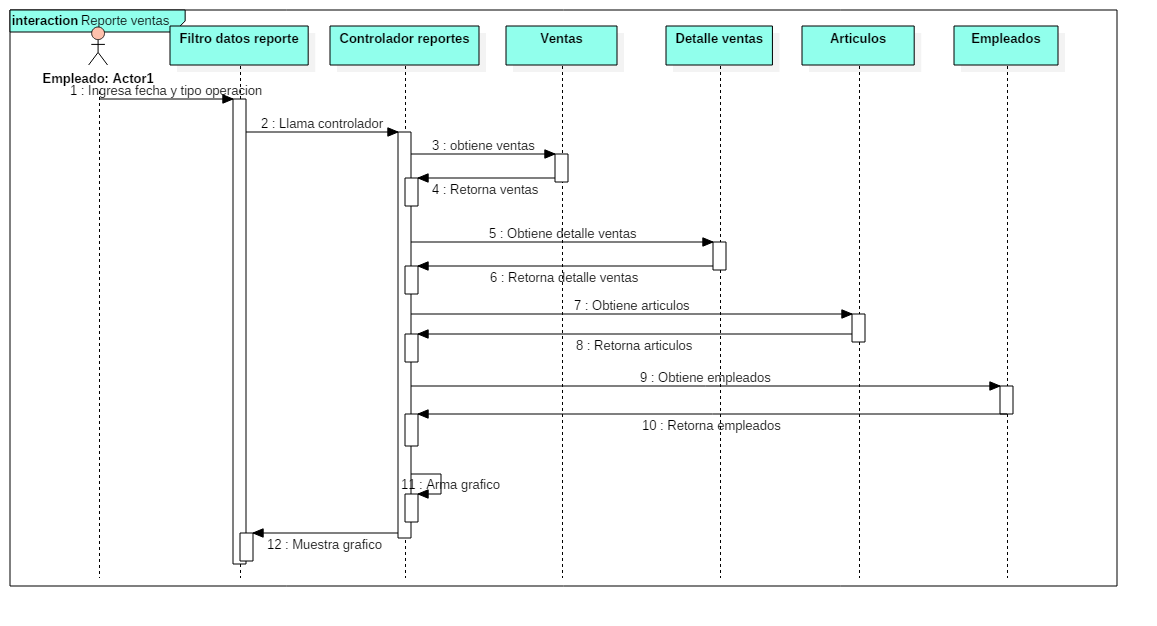 interaction Reporte ventas
Filtro datos reporte
Controlador reportes
Ventas
Detalle ventas
Articulos
Empleados
Empleado: Actor1
1 : Ingresa fecha y tipo operacion
2 : Llama controlador
3 : obtiene ventas
4 : Retorna ventas
5 : Obtiene detalle ventas
6 : Retorna detalle ventas
7 : Obtiene articulos
8 : Retorna articulos
9 : Obtiene empleados
10 : Retorna empleados
11 : Arma grafico
12 : Muestra grafico